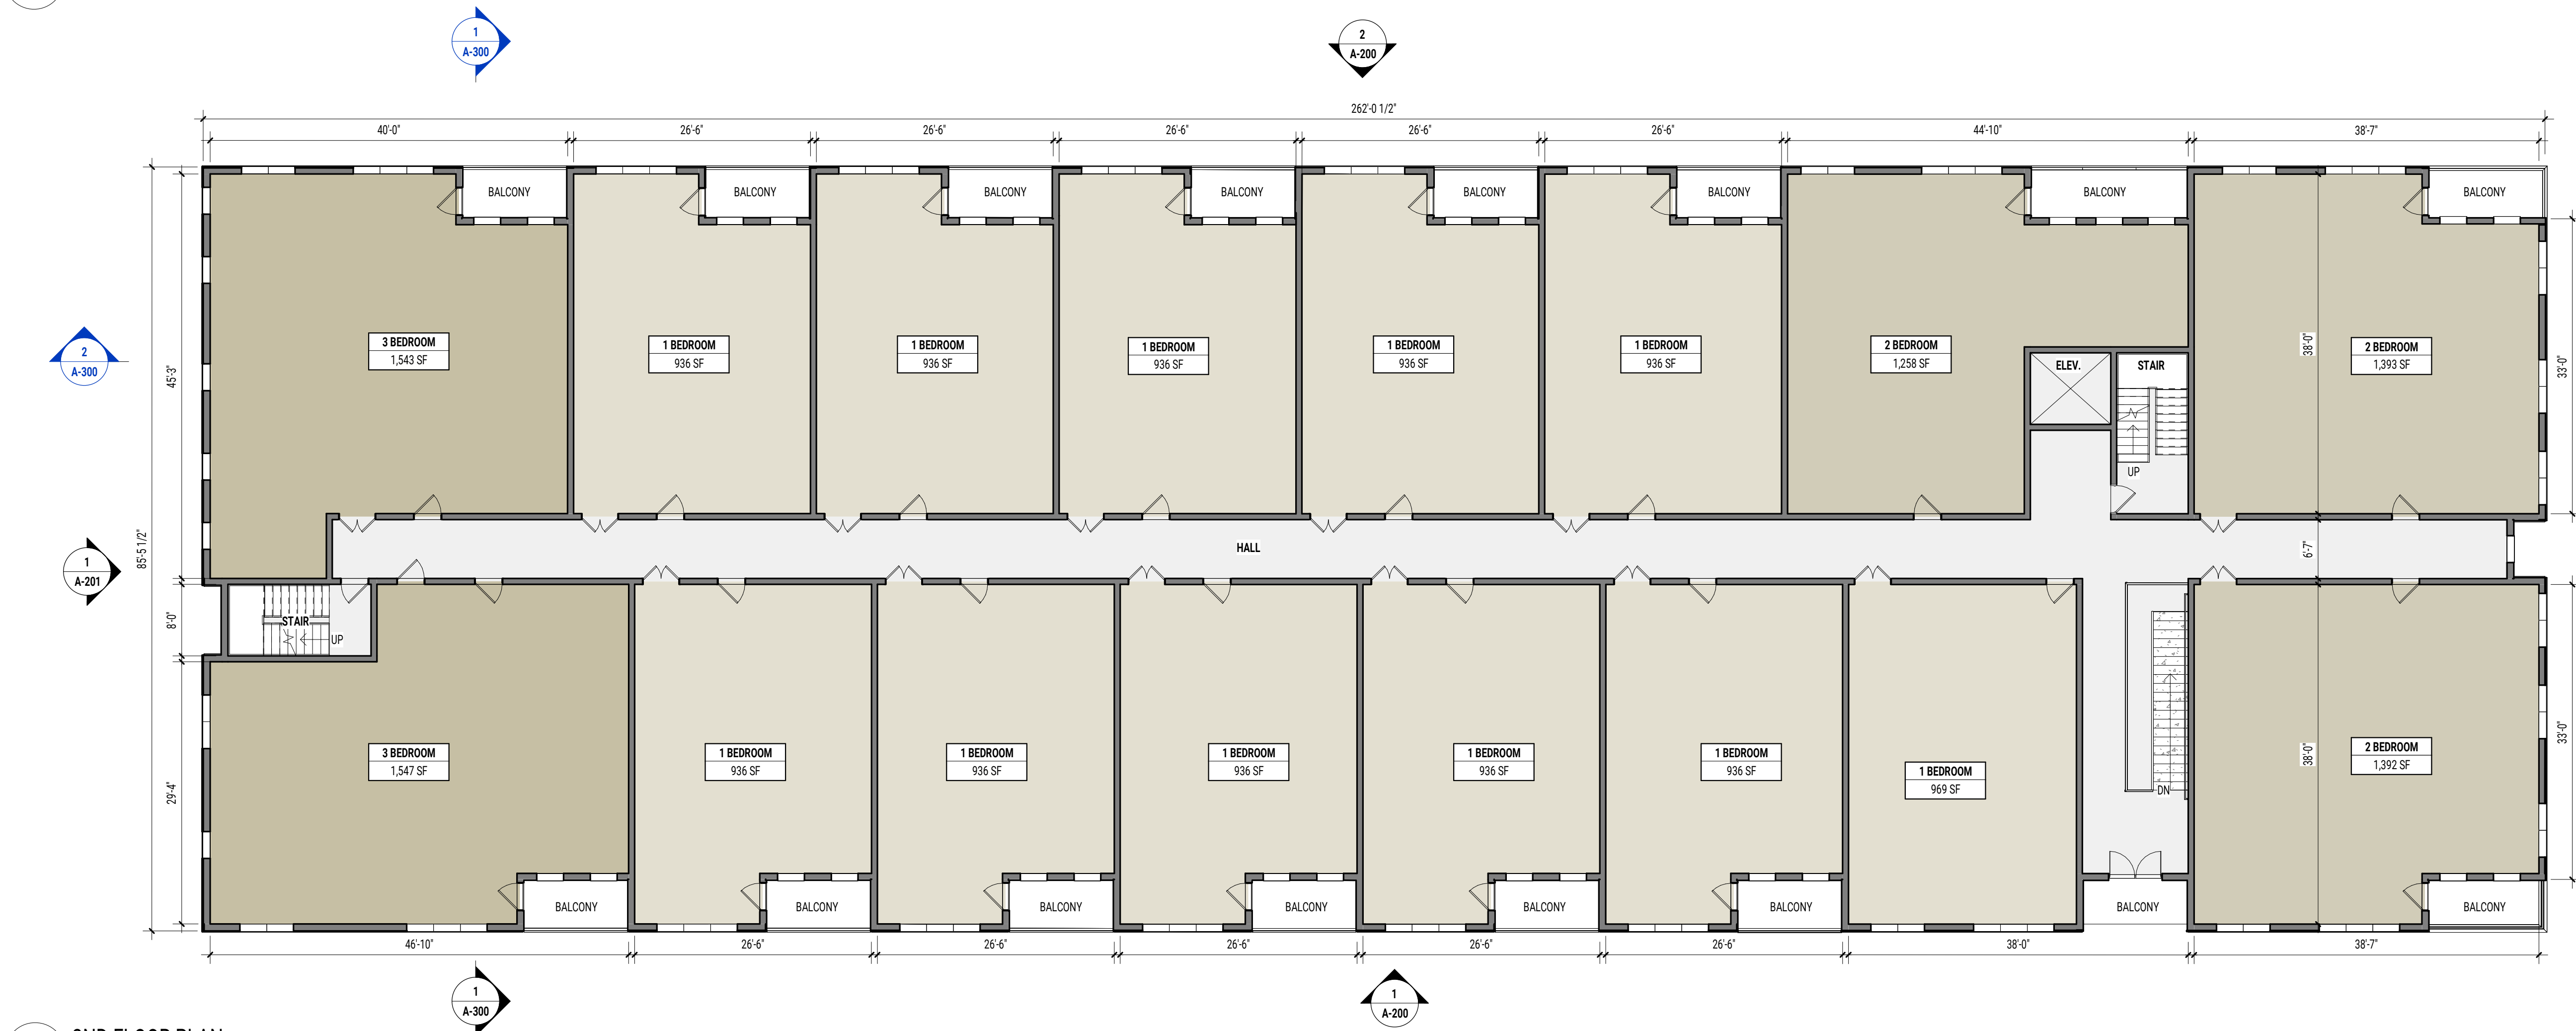 1
A-300
2
A-200
262'-0 1/2"
40'-0"
26'-6"
26'-6"
26'-6"
26'-6"
26'-6"
44'-10"
38'-7"
BALCONY
BALCONY
BALCONY
BALCONY
BALCONY
BALCONY
BALCONY
BALCONY
2
A-300
45'-3"
3 BEDROOM
1,543 SF
1 BEDROOM
936 SF
1 BEDROOM
936 SF
1 BEDROOM
936 SF
1 BEDROOM
936 SF
1 BEDROOM
936 SF
2 BEDROOM
1,258 SF
ELEV.
STAIR
UP
38'-0"
2 BEDROOM
1,393 SF
33'-0"
1
A-201
85'-5 1/2"
HALL
6'-7"
8'-0"
STAIR
UP
29'-4"
3 BEDROOM
1,547 SF
1 BEDROOM
936 SF
1 BEDROOM
936 SF
1 BEDROOM
936 SF
1 BEDROOM
936 SF
1 BEDROOM
936 SF
1 BEDROOM
969 SF
DN
38'-0"
2 BEDROOM
1,392 SF
33'-0"
BALCONY
BALCONY
BALCONY
BALCONY
BALCONY
BALCONY
BALCONY
BALCONY
46'-10"
26'-6"
26'-6"
26'-6"
26'-6"
26'-6"
38'-0"
38'-7"
1
A-300
1
A-200
2ND FLOOR PLAN